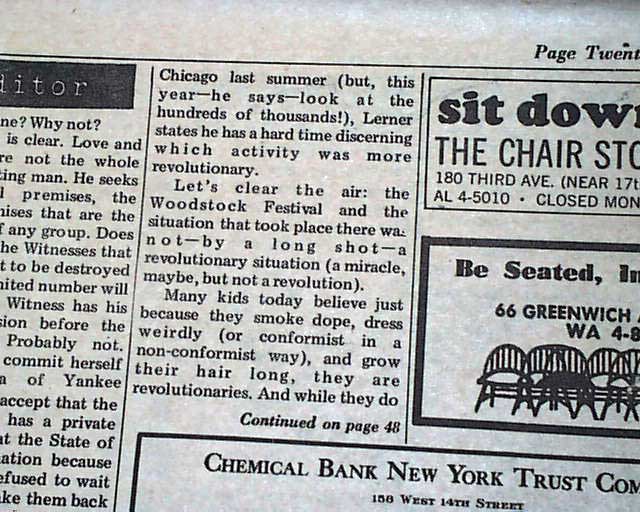 Page Twent
ditor
ne? Why not?
is clear. Love and
re not the whole
ting man. He seeks
l premises, the
nises that are the
f any group. Does
he Witnesses that
t to be destroyed
nited number will
Witness has his
sion before the
Probably not.
commit herself
a of Yankee
accept that the
has a private
at the State of
ation because
efused to wait
ke them back
Chicago last summer (but, this
year—he says—look at the
hundreds of thousands!), Lerner
states he has a hard time discerning
which activity was more
revolutionary.
Let's clear the air: the
Woodstock Festival and the
situation that took place there was
not—by a long shot—a
revolutionary situation (a miracle,
maybe, but not a revolution).
Many kids today believe just
because they smoke dope, dress
weirdly (or conformist in a
non-conformist way), and grow
their hair long, they are
revolutionaries. And while they do
Continued on page 48
sit dow
THE CHAIR STO
180 THIRD AVE. (NEAR 17
AL 4-5010 · CLOSED MON
Be Seated, In
66 GREENWICH A
WA 4-8
CHEMICAL BANK NEW YORK TRUST COM
156 WEST 14TH STREET